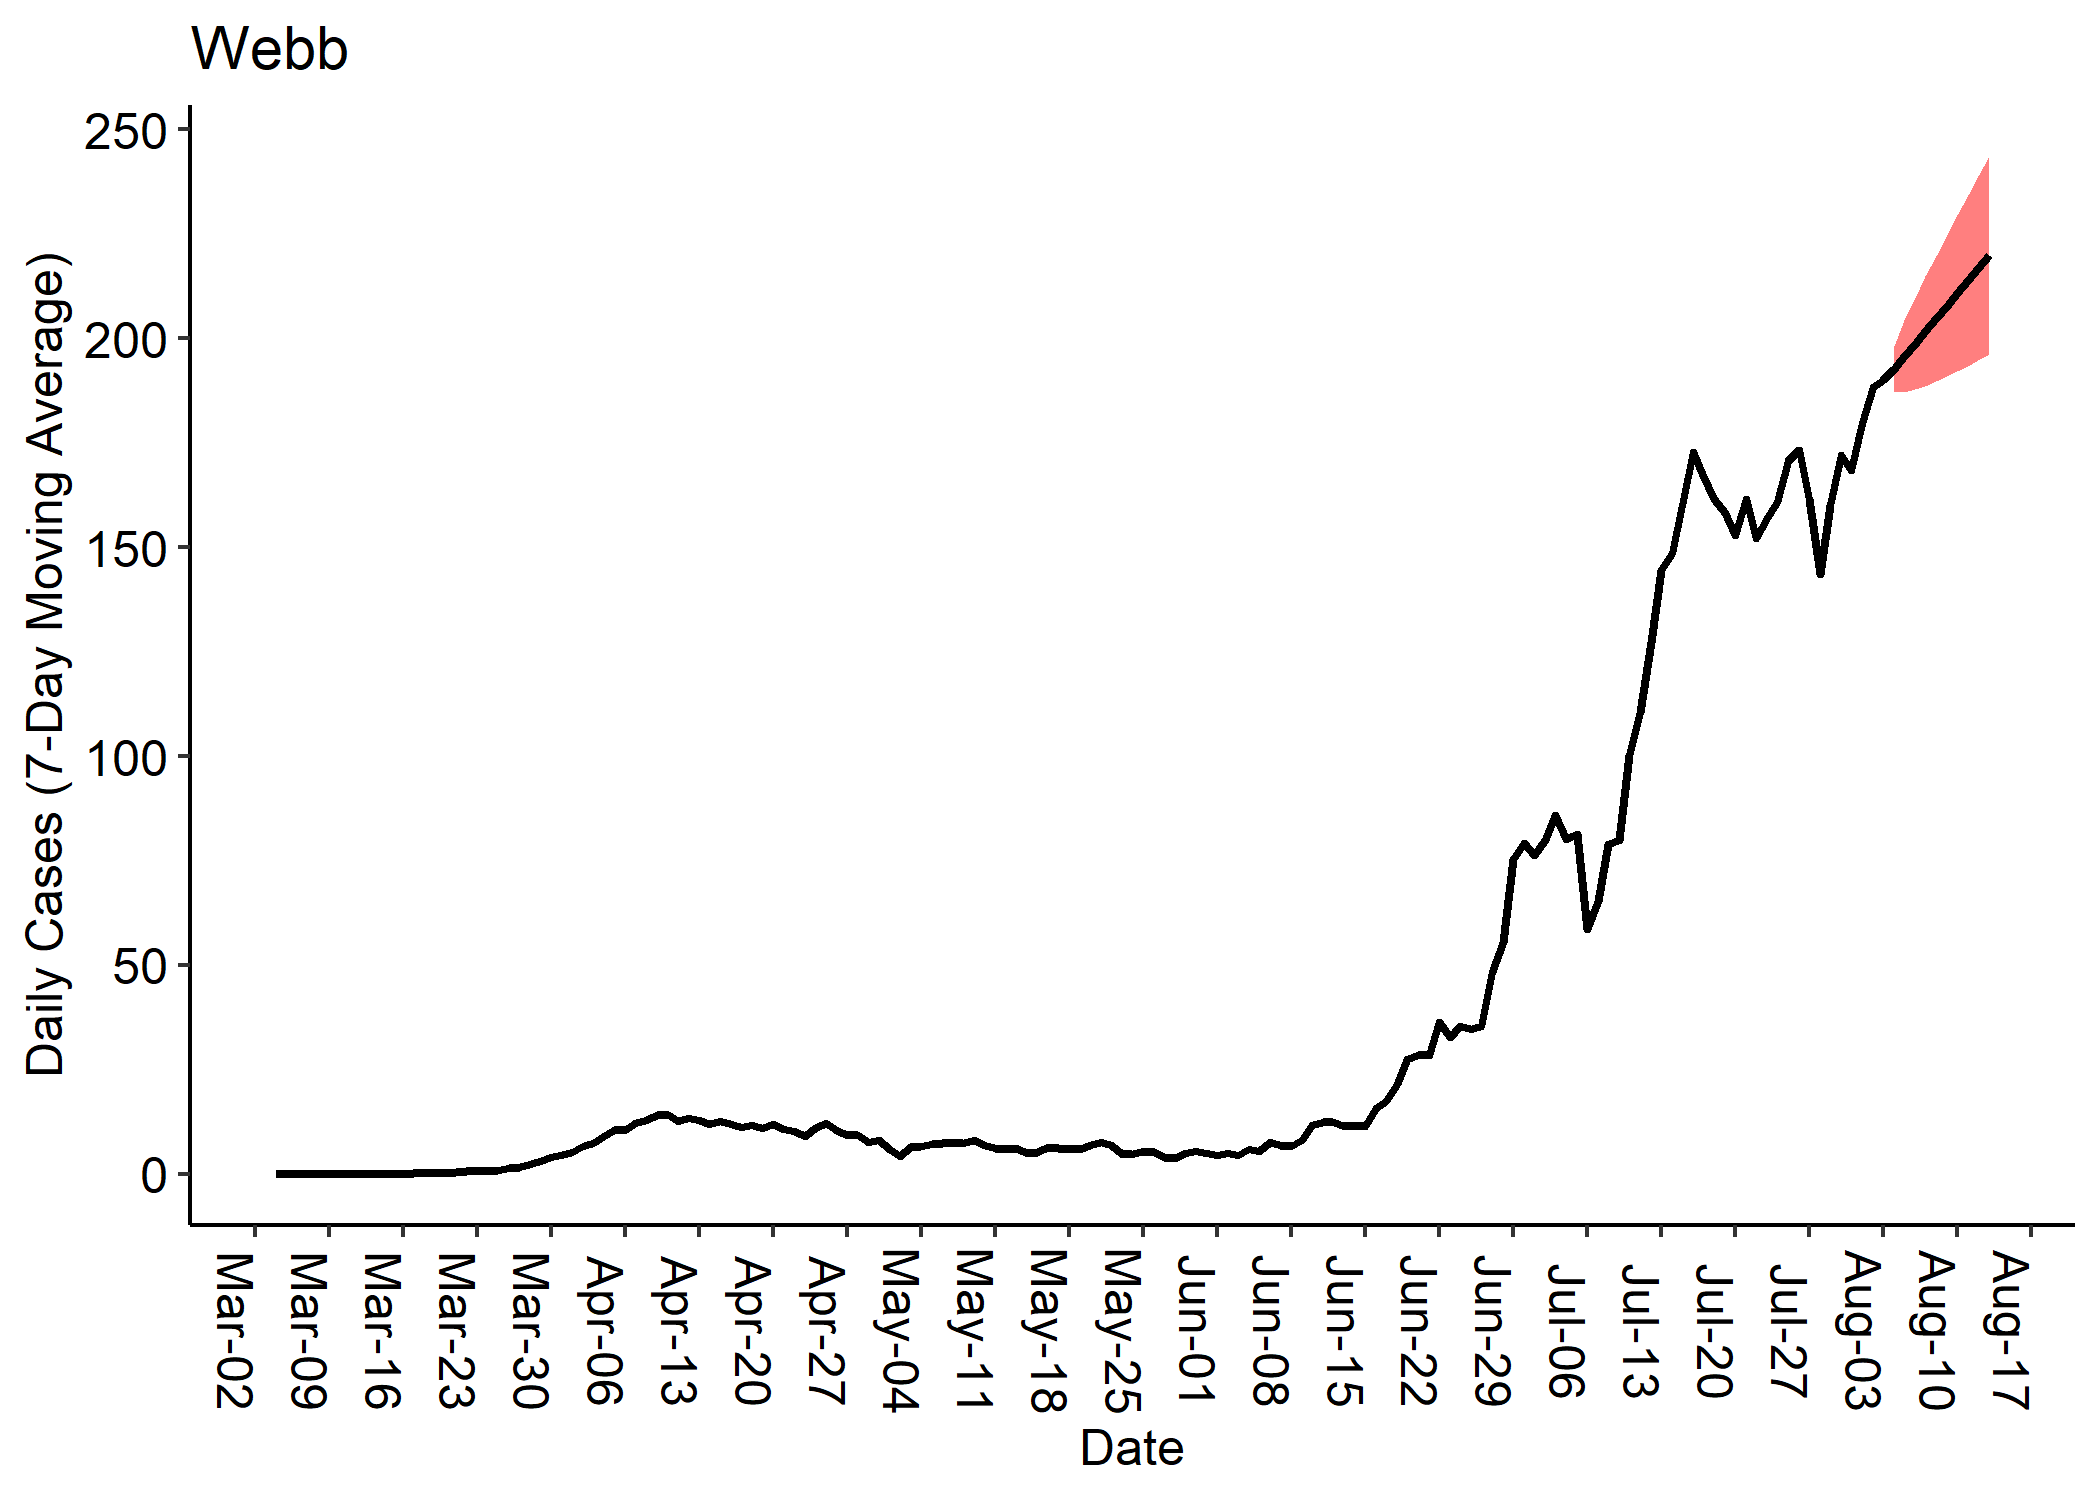 Webb
Daily Cases (7-Day Moving Average)
250
200
150
100
50
0
Mar-02
Mar-09
Mar-16
Mar-23
Mar-30
Apr-06
Apr-13
Apr-20
Apr-27
May-04
May-11
May-18
May-25
Jun-01
Jun-08
Jun-15
Jun-22
Jun-29
Jul-06
Jul-13
Jul-20
Jul-27
Aug-03
Aug-10
Aug-17
Date